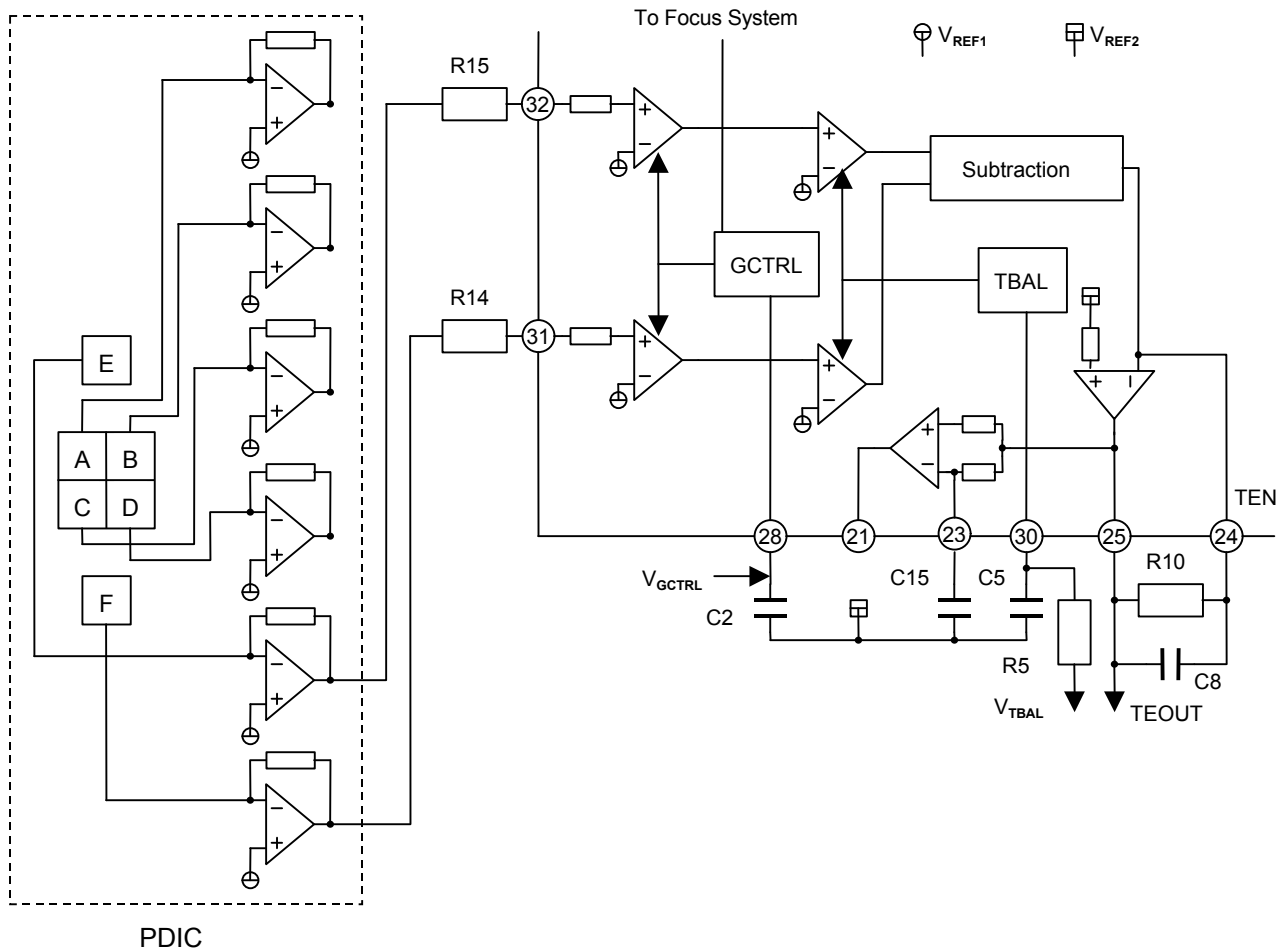 To Focus System
V_REF1
V_REF2
R15
32
+
−
+
−
Subtraction
GCTRL
TBAL
R14
31
+
−
+
−
+
−
+
−
−
+
−
+
−
+
−
+
−
+
−
+
E
A B
C D
F
28
21
23
30
25
24
TEN
V_GCTRL
C2
C15
C5
R5
R10
C8
V_TBAL
TEOUT
PDIC